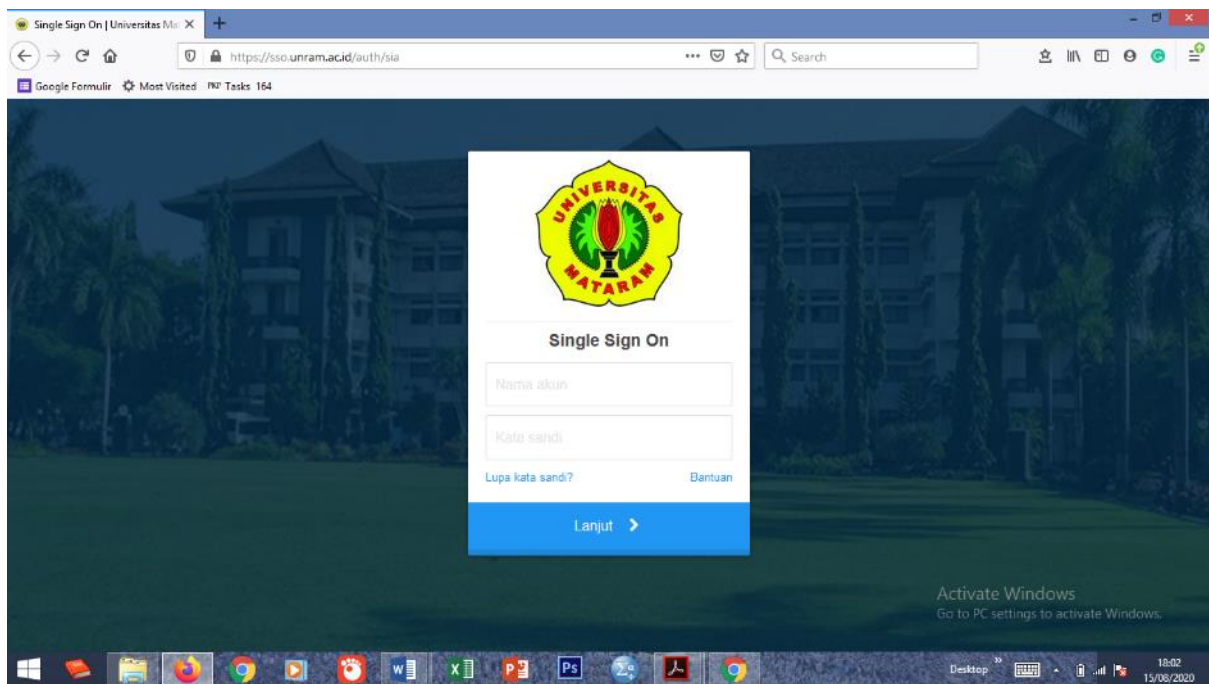 Single Sign On | Universitas Ma
https://sso.unram.ac.id/auth/sia
Search
Google Formulir
Most Visited
PKP Tasks 164
UNIVERSITAS
MATARAM
Single Sign On
Nama akun
Kata sandi
Lupa kata sandi?
Bantuan
Lanjut
Activate Windows
Go to PC settings to activate Windows.
Desktop
18:02
15/08/2020